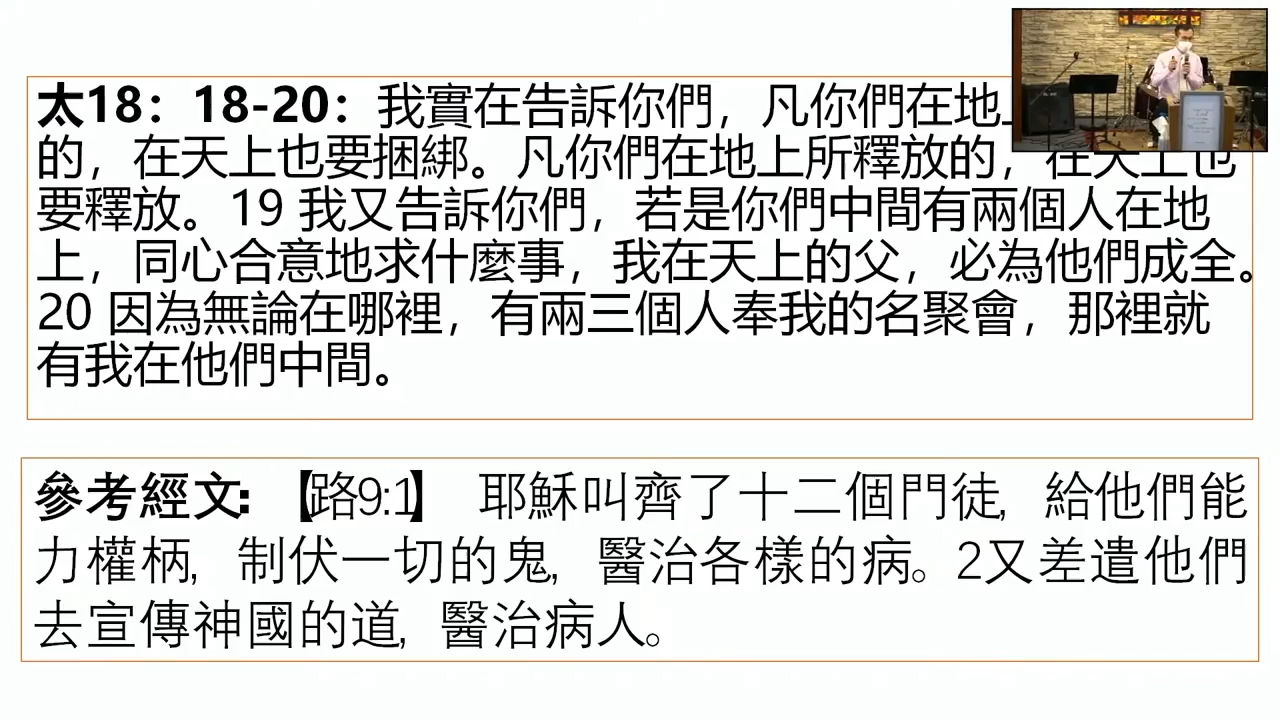 太18：18-20：我實在告訴你們，凡你們在地
的，在天上也要捆綁。凡你們在地上所釋放的，在天上也
要釋放。19 我又告訴你們，若是你們中間有兩個人在地
上，同心合意地求什麼事，我在天上的父，必為他們成全。
20 因為無論在哪裡，有兩三個人奉我的名聚會，那裡就
有我在他們中間。
參考經文:【路9:1】 耶穌叫齊了十二個門徒，給他們能
力權柄，制伏一切的鬼，醫治各樣的病。2又差遣他們
去宣傳神國的道，醫治病人。